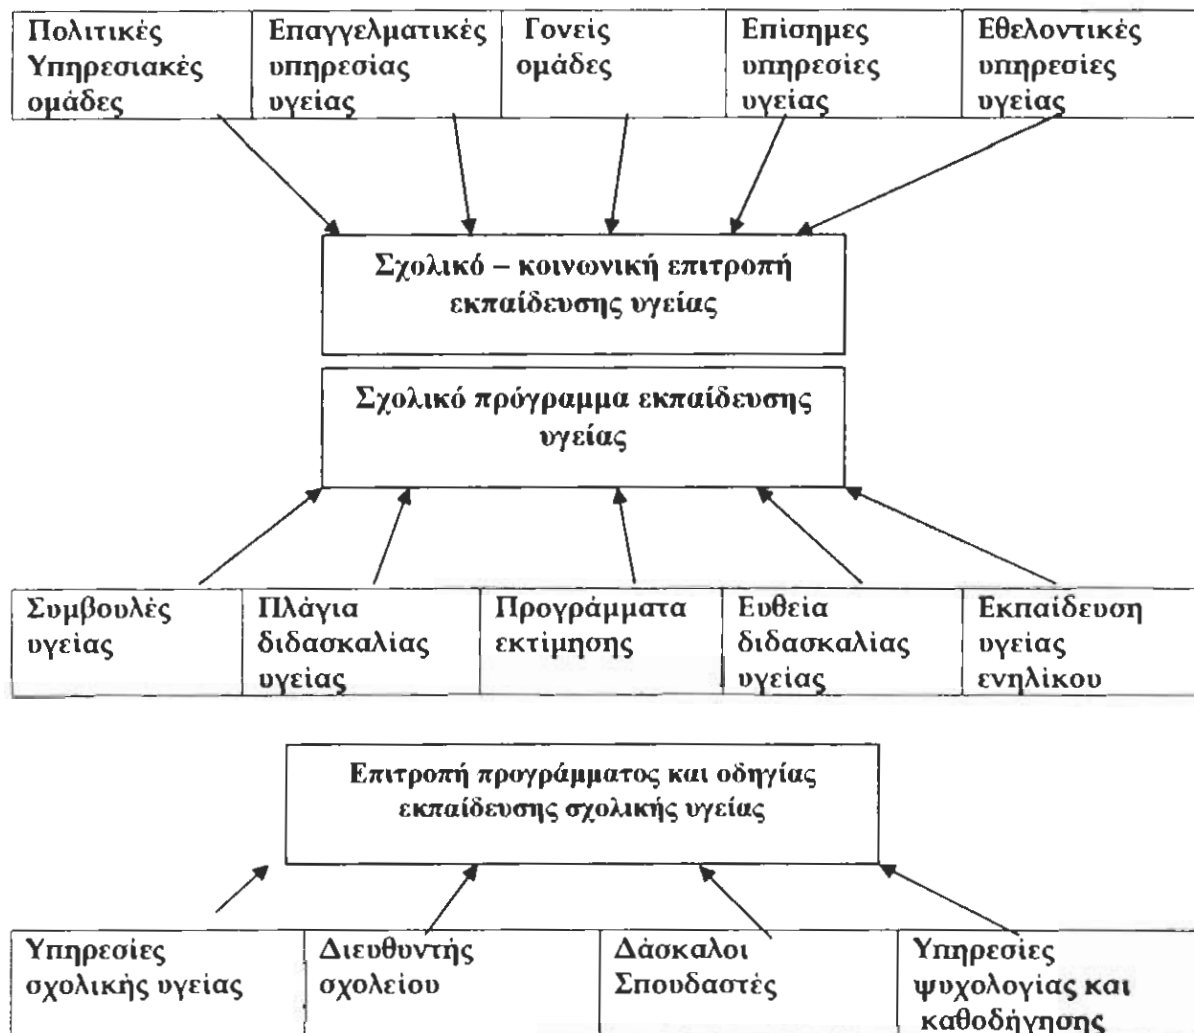 Πολιτικές
Υπηρεσιακές
ομάδες
Επαγγελματικές
υπηρεσίας
υγείας
Γονείς
ομάδες
Επίσημες
υπηρεσίες
υγείας
Εθελοντικές
υπηρεσίες
υγείας
Σχολικό – κοινωνική επιτροπή
εκπαίδευσης υγείας
Σχολικό πρόγραμμα εκπαίδευσης
υγείας
Συμβουλές
υγείας
Πλάγια
διδασκαλίας
υγείας
Προγράμματα
εκτίμησης
Ευθεία
διδασκαλίας
υγείας
Εκπαίδευση
υγείας
ενηλίκου
Επιτροπή προγράμματος και οδηγίας
εκπαίδευσης σχολικής υγείας
Υπηρεσίες
σχολικής υγείας
Διευθυντής
σχολείου
Δάσκαλοι
Σπουδαστές
Υπηρεσίες
ψυχολογίας και
καθοδήγησης